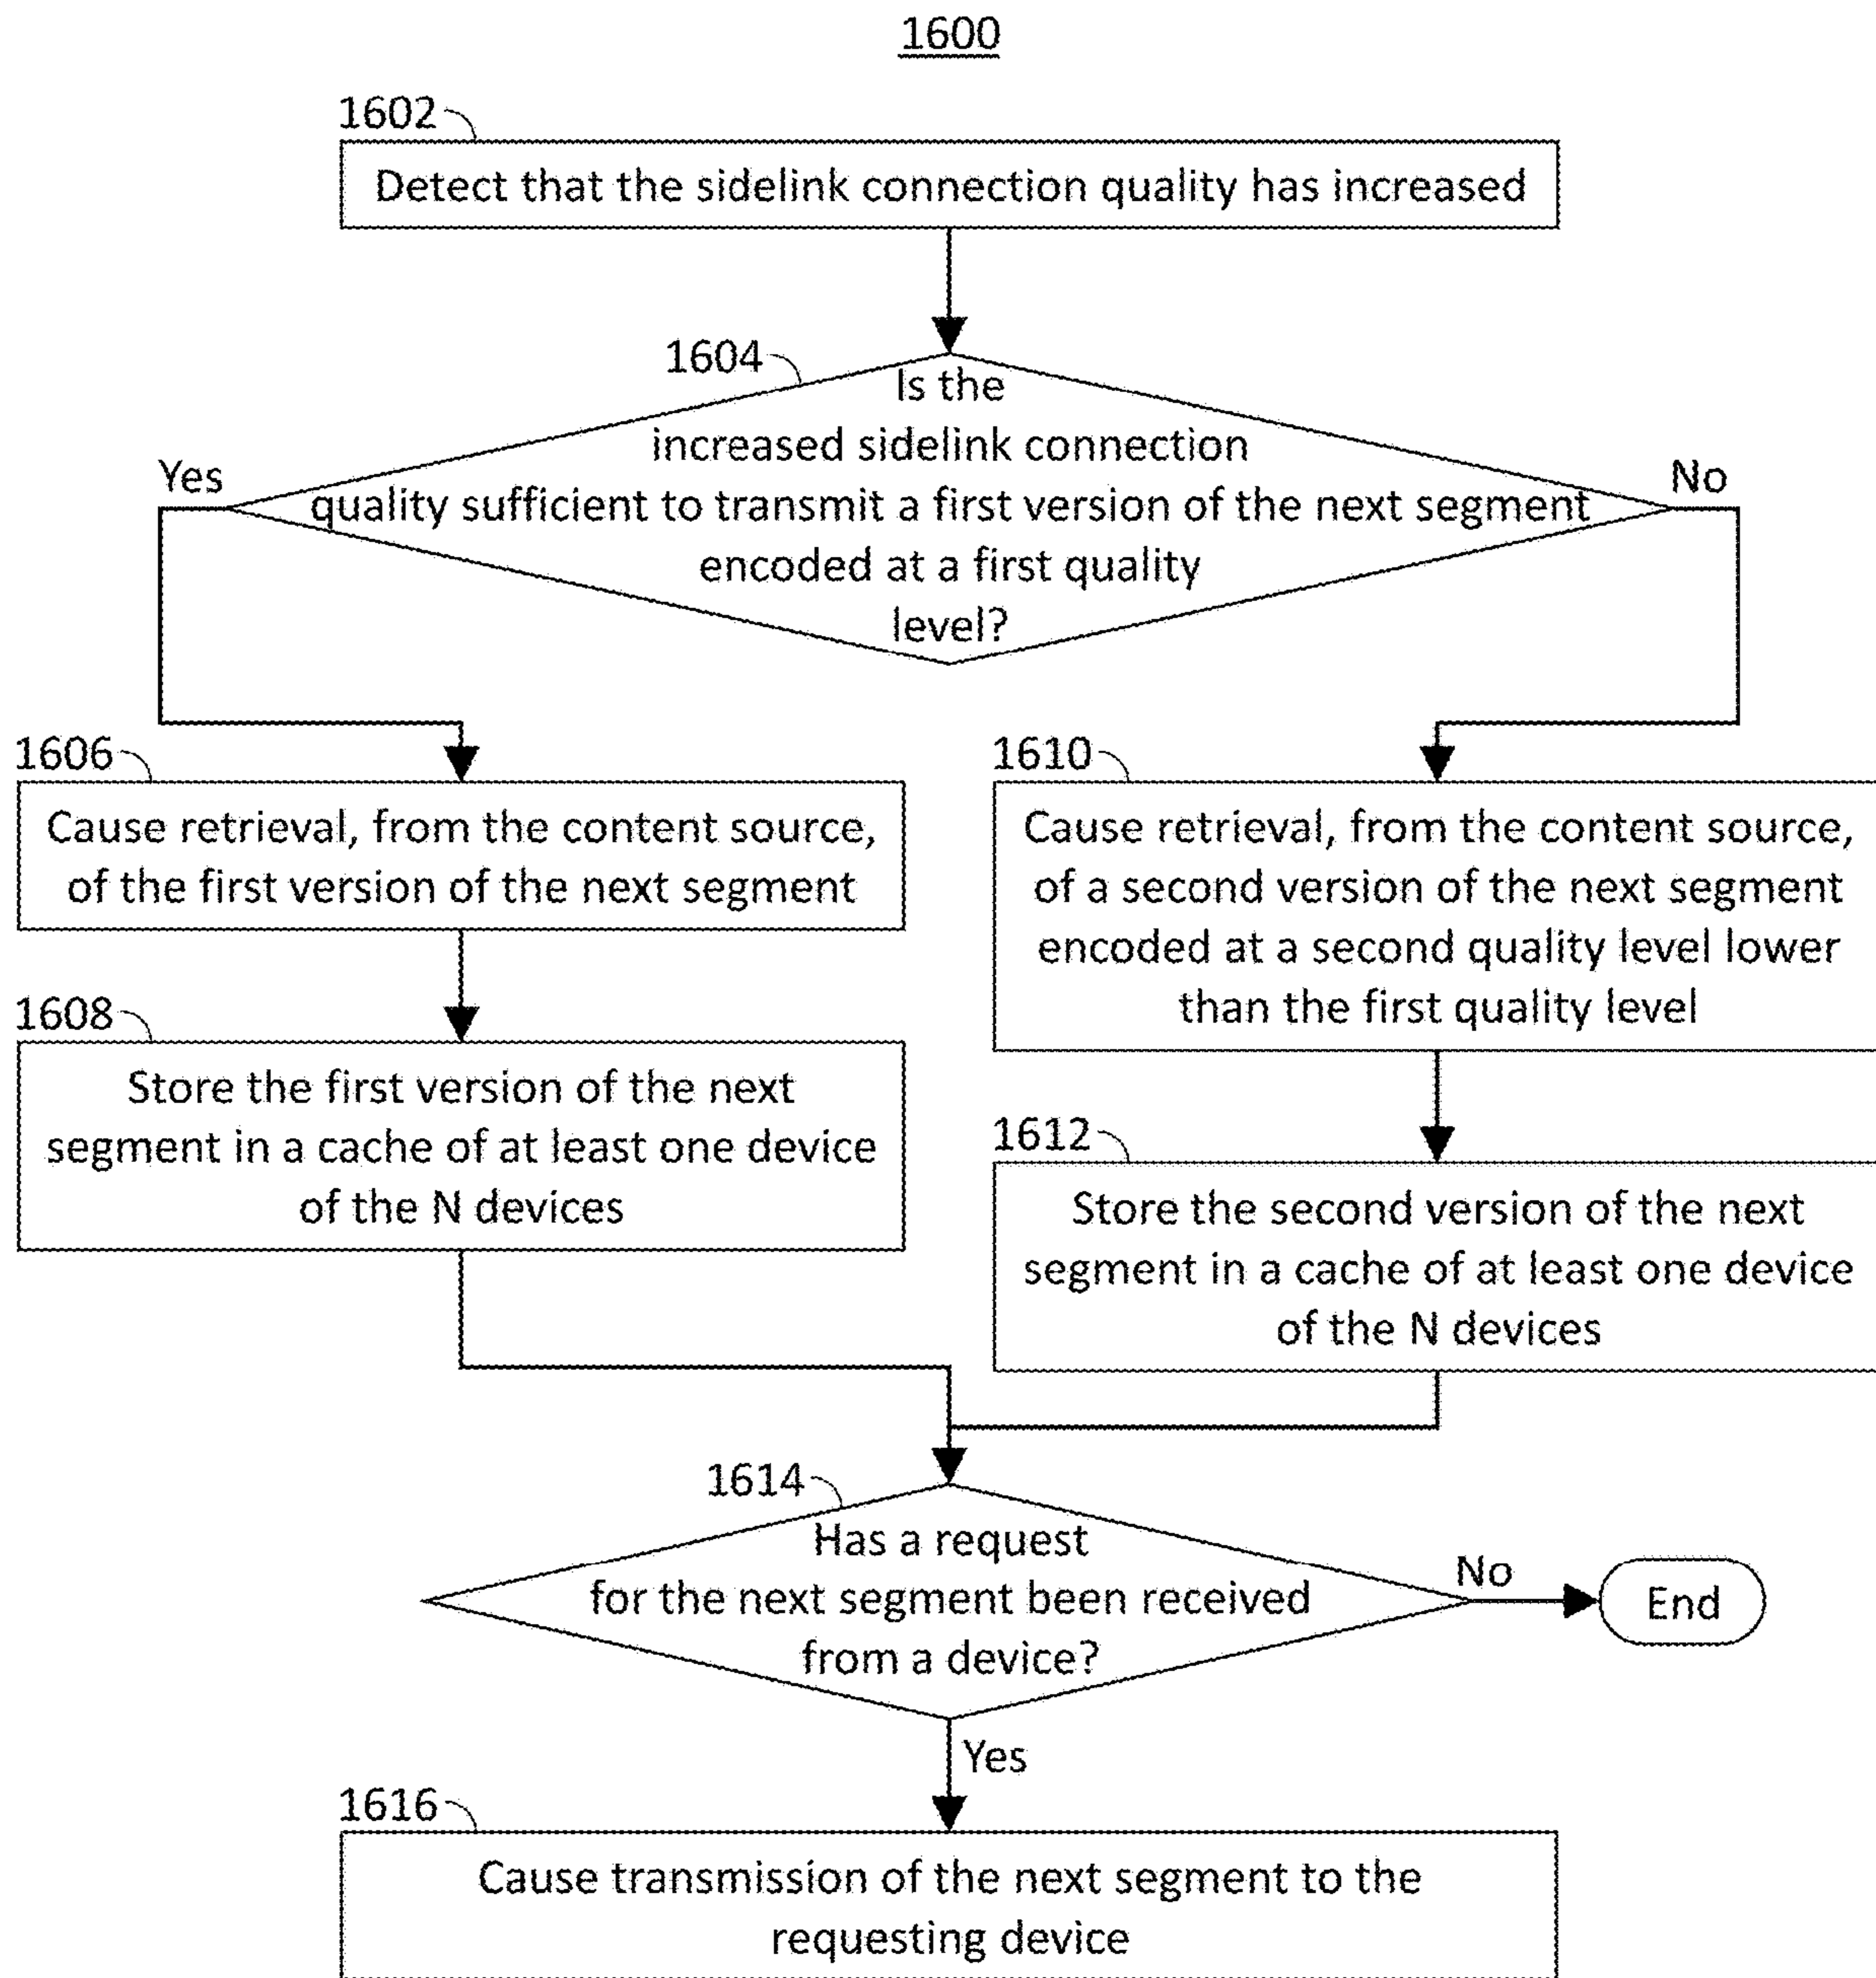 1600
1602
Detect that the sidelink connection quality has increased
1604
Is the
increased sidelink connection
quality sufficient to transmit a first version of the next segment
encoded at a first quality
level?
Yes
No
1606
Cause retrieval, from the content source,
of the first version of the next segment
1608
Store the first version of the next
segment in a cache of at least one device
of the N devices
1610
Cause retrieval, from the content source,
of a second version of the next segment
encoded at a second quality level lower
than the first quality level
1612
Store the second version of the next
segment in a cache of at least one device
of the N devices
1614
Has a request
for the next segment been received
from a device?
No
End
Yes
1616
Cause transmission of the next segment to the
requesting device